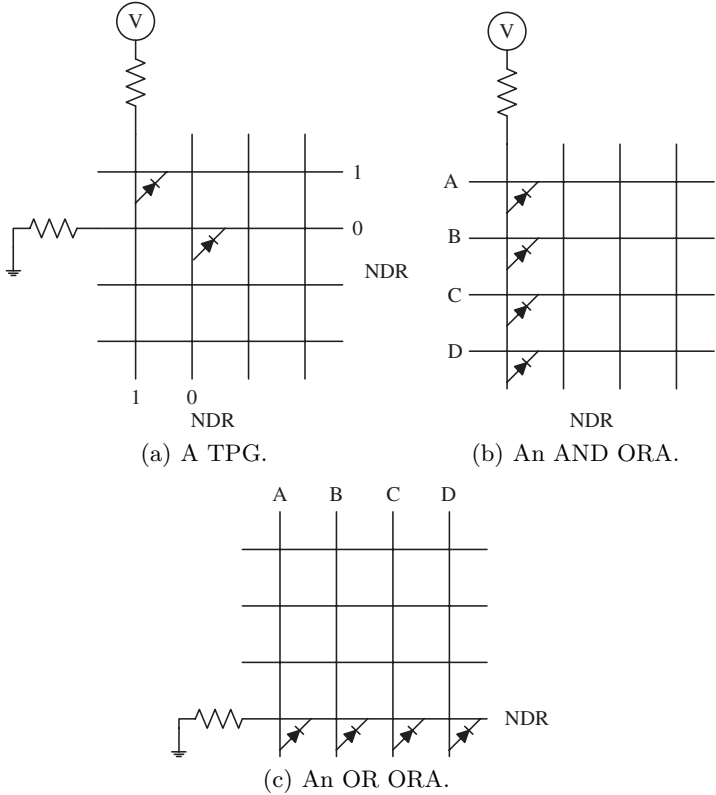 V
1
0
NDR
1 0
NDR
(a) A TPG.
V
A
B
C
D
NDR
(b) An AND ORA.
A B C D
NDR
(c) An OR ORA.